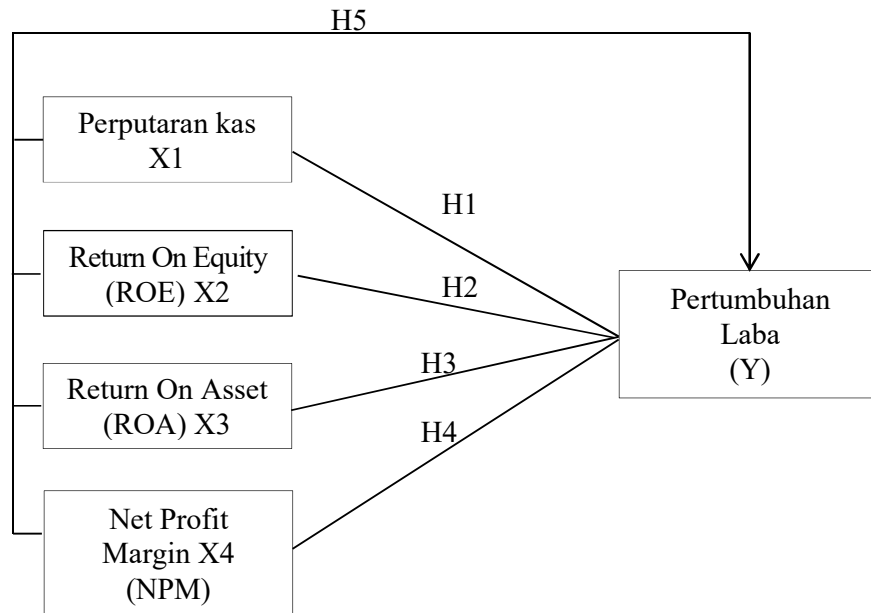 H5
Perputaran kas
X1
H1
Return On Equity
(ROE) X2
H2
Pertumbuhan
Laba
(Y)
H3
Return On Asset
(ROA) X3
H4
Net Profit
Margin X4
(NPM)